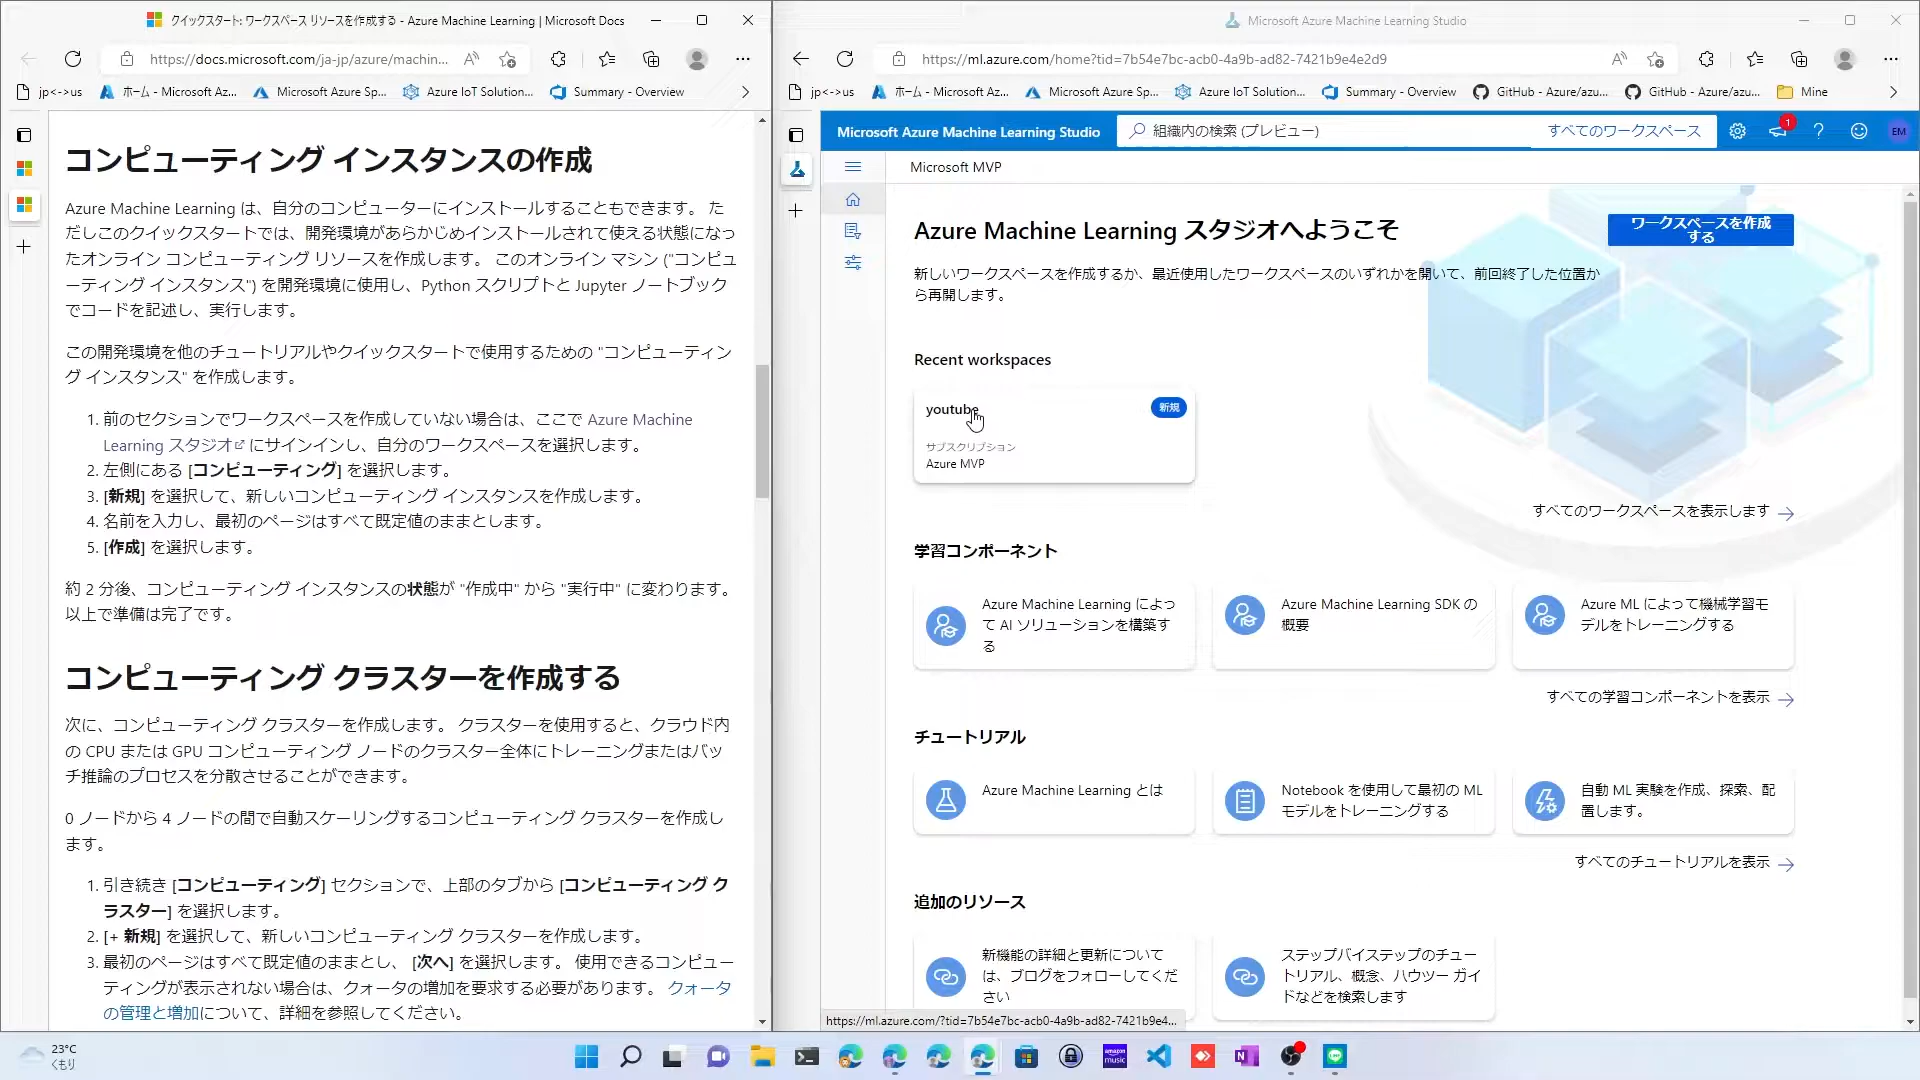 クイックスタート: ワークスペース リソースを作成する - Azure Machine Learning | Microsoft Docs
https://docs.microsoft.com/ja-jp/azure/machin...
jp<->us
ホーム - Microsoft Az...
Microsoft Azure Sp...
Azure IoT Solution...
Summary - Overview
コンピューティング インスタンスの作成
Azure Machine Learning は、自分のコンピューターにインストールすることもできます。 た
だしこのクイックスタートでは、開発環境があらかじめインストールされて使える状態になっ
たオンライン コンピューティング リソースを作成します。 このオンライン マシン ("コンピュ
ーティング インスタンス") を開発環境に使用し、Python スクリプトと Jupyter ノートブック
でコードを記述し、実行します。
この開発環境を他のチュートリアルやクイックスタートで使用するための "コンピューティン
グ インスタンス" を作成します。
1. 前のセクションでワークスペースを作成していない場合は、ここで Azure Machine
Learning スタジオ にサインインし、自分のワークスペースを選択します。
2. 左側にある [コンピューティング] を選択します。
3. [新規] を選択して、新しいコンピューティング インスタンスを作成します。
4. 名前を入力し、最初のページはすべて既定値のままとします。
5. [作成] を選択します。
約 2 分後、コンピューティング インスタンスの状態が "作成中" から "実行中" に変わります。
以上で準備は完了です。
コンピューティング クラスターを作成する
次に、コンピューティング クラスターを作成します。 クラスターを使用すると、クラウド内
の CPU または GPU コンピューティング ノードのクラスター全体にトレーニングまたはバッ
チ推論のプロセスを分散させることができます。
0 ノードから 4 ノードの間で自動スケーリングするコンピューティング クラスターを作成し
ます。
1. 引き続き [コンピューティング] セクションで、上部のタブから [コンピューティング ク
ラスター] を選択します。
2. [+ 新規] を選択して、新しいコンピューティング クラスターを作成します。
3. 最初のページはすべて既定値のままとし、 [次へ] を選択します。 使用できるコンピュー
ティングが表示されない場合は、クォータの増加を要求する必要があります。 クォータ
の管理と増加について、詳細を参照してください。
Microsoft Azure Machine Learning Studio
https://ml.azure.com/home?tid=7b54e7bc-acb0-4a9b-ad82-7421b9e4e2d9
jp<->us
ホーム - Microsoft Az...
Microsoft Azure Sp...
Azure IoT Solution...
Summary - Overview
GitHub - Azure/azu...
GitHub - Azure/azu...
Mine
Microsoft Azure Machine Learning Studio
組織内の検索 (プレビュー)
すべてのワークスペース
1
?
EM
Microsoft MVP
Azure Machine Learning スタジオへようこそ
ワークスペースを作成
する
新しいワークスペースを作成するか、最近使用したワークスペースのいずれかを開いて、前回終了した位置か
ら再開します。
Recent workspaces
youtube
新規
サブスクリプション
Azure MVP
すべてのワークスペースを表示します
学習コンポーネント
Azure Machine Learning によっ
て AI ソリューションを構築す
る
Azure Machine Learning SDK の
概要
Azure ML によって機械学習モ
デルをトレーニングする
すべての学習コンポーネントを表示
チュートリアル
Azure Machine Learning とは
Notebook を使用して最初の ML
モデルをトレーニングする
自動 ML 実験を作成、探索、配
置します。
すべてのチュートリアルを表示
追加のリソース
新機能の詳細と更新について
は、ブログをフォローしてくだ
さい
ステップバイステップのチュー
トリアル、概念、ハウツー ガイ
ドなどを検索します
https://ml.azure.com/?tid=7b54e7bc-acb0-4a9b-ad82-7421b9e4...
23°C
くもり
amazon
music
N
LINE